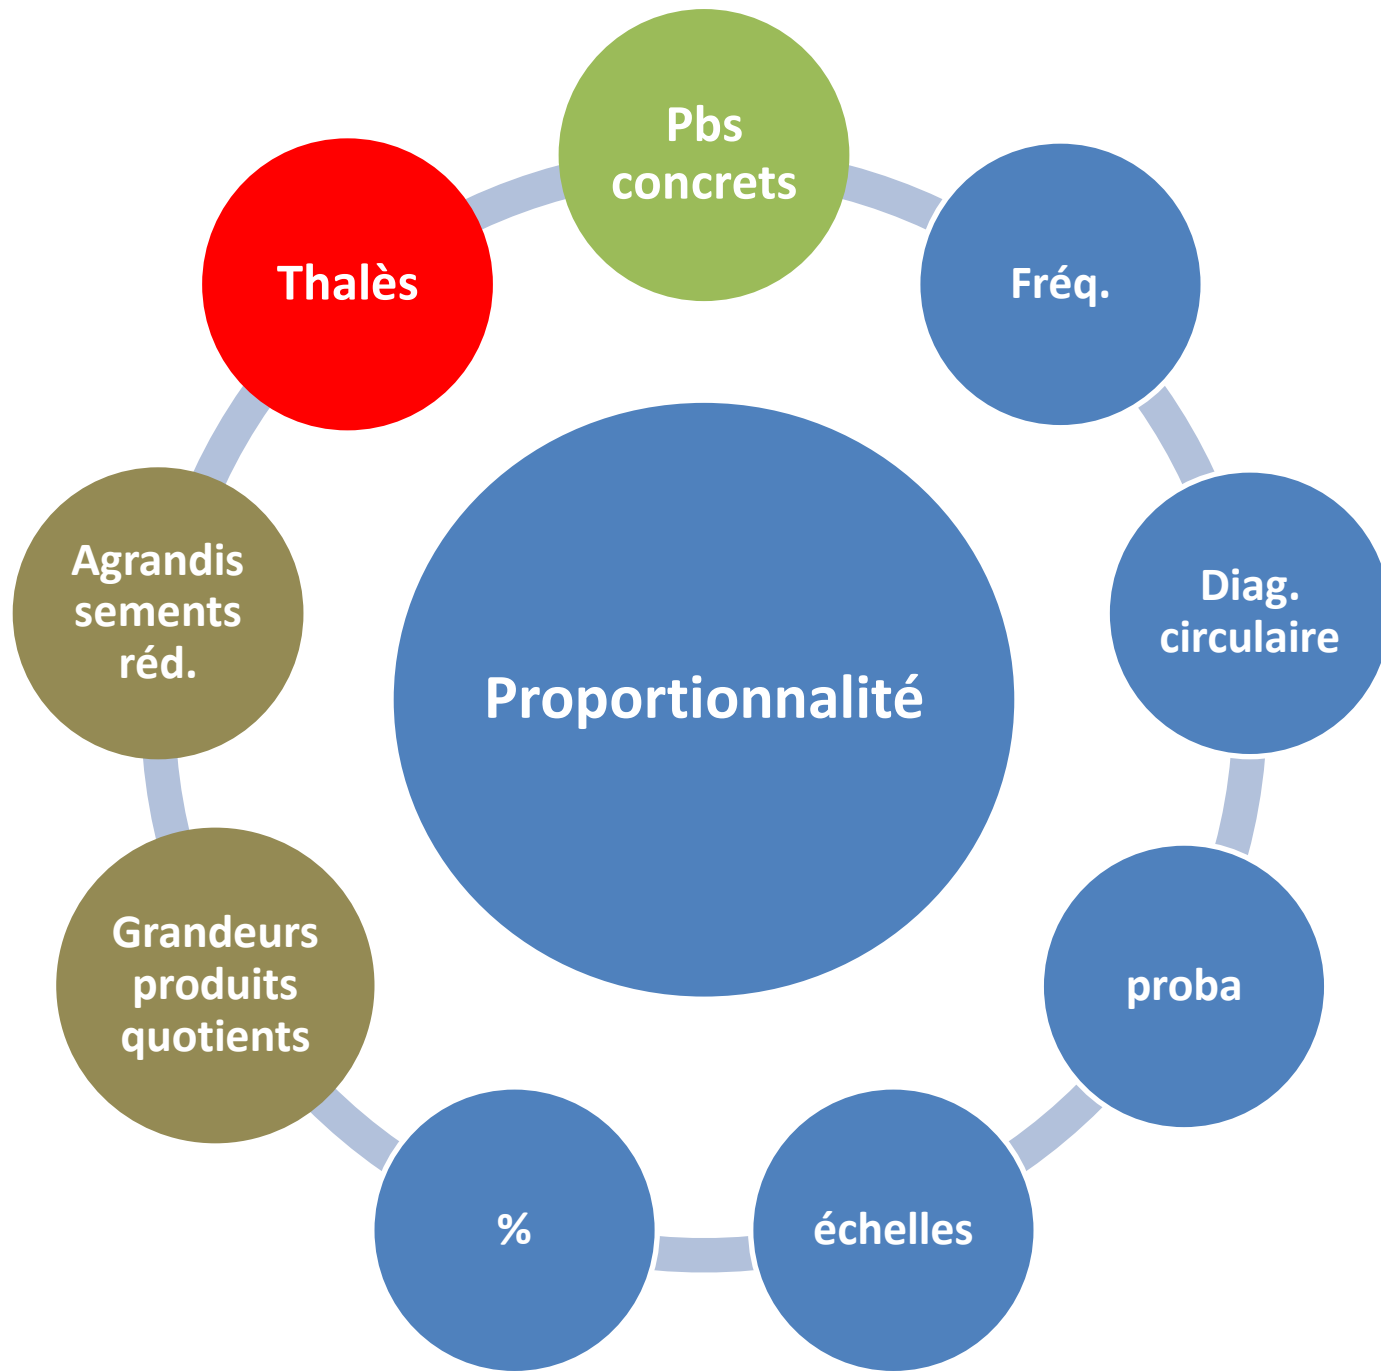 Pbs
concrets
Fréq.
Diag.
circulaire
proba
échelles
%
Grandeurs
produits
quotients
Agrandis
sements
réd.
Thalès
Proportionnalité